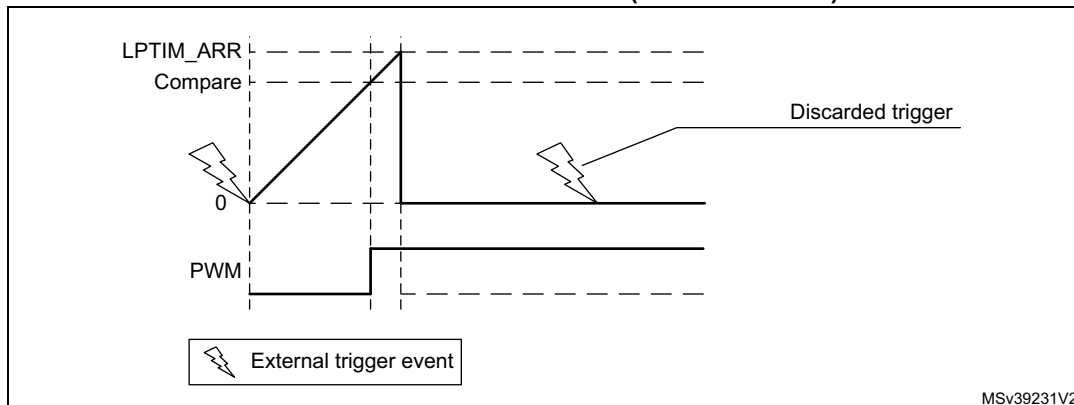 LPTIM_ARR
Compare
Discarded trigger
0
PWM
External trigger event
MSv39231V2